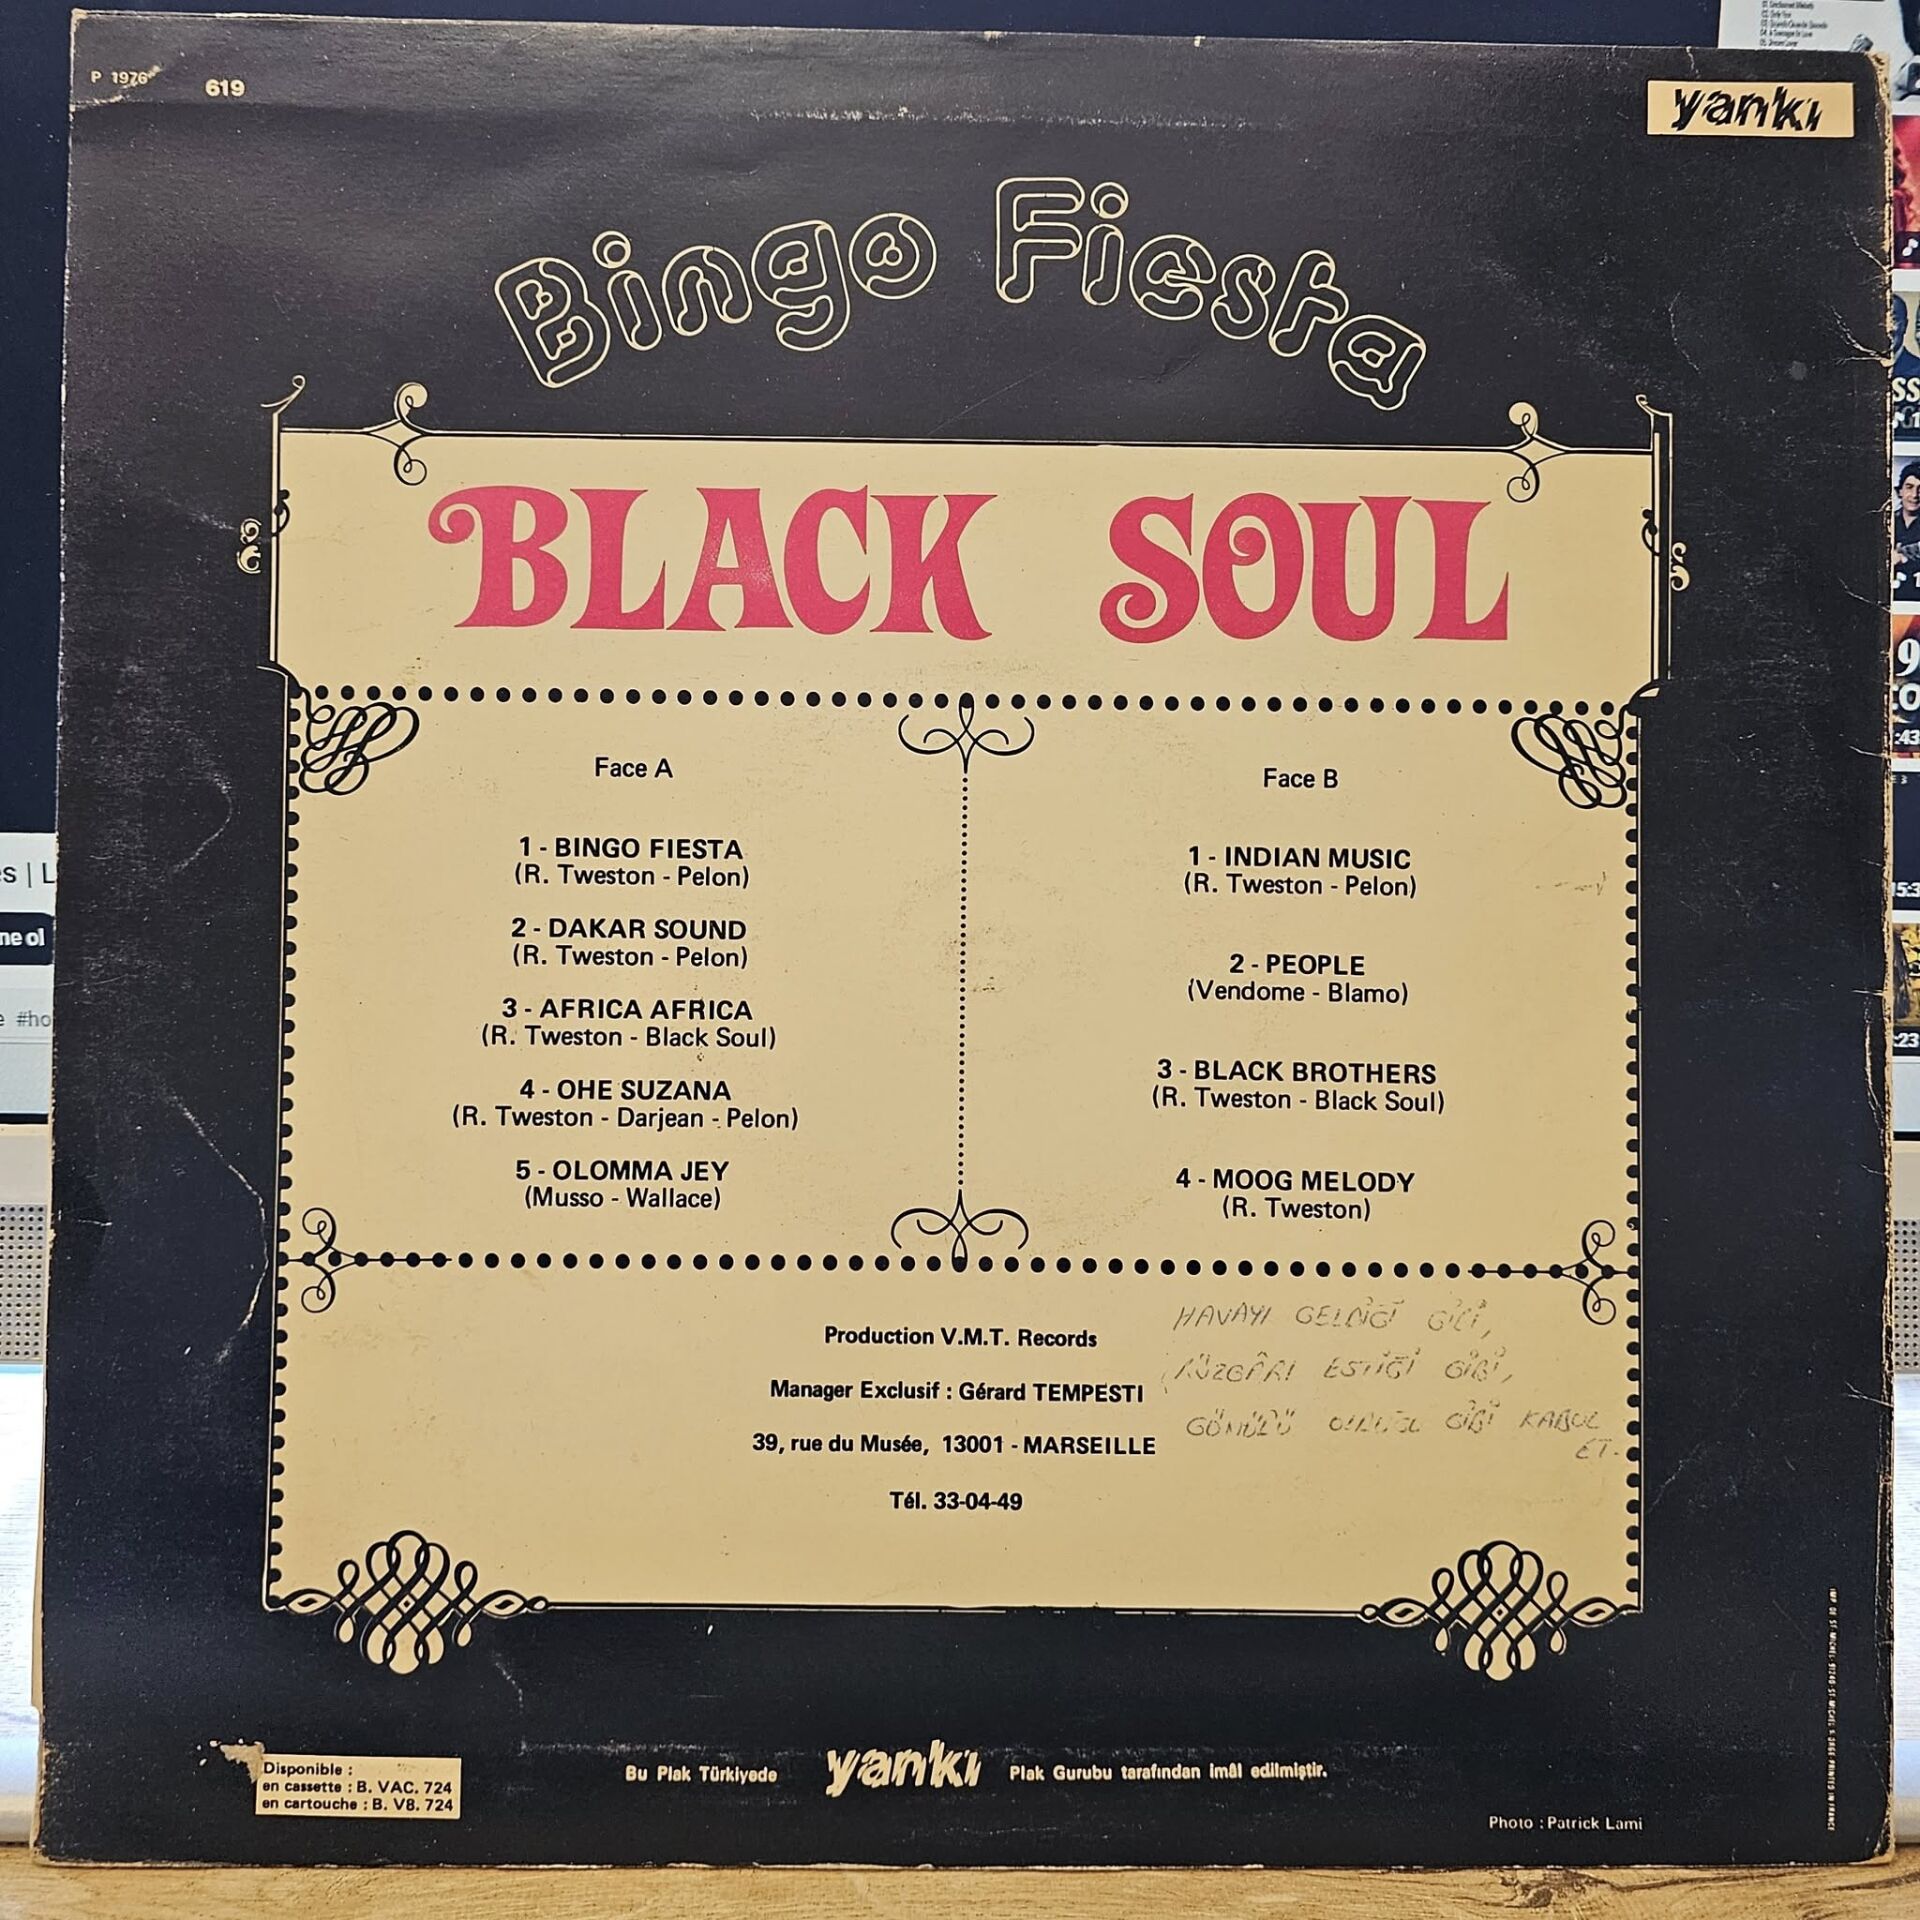 P 1976
619
yankı
Bingo Fiesta
BLACK SOUL
Face A
1 - BINGO FIESTA
(R. Tweston - Pelon)
2 - DAKAR SOUND
(R. Tweston - Pelon)
3 - AFRICA AFRICA
(R. Tweston - Black Soul)
4 - OHE SUZANA
(R. Tweston - Darjean - Pelon)
5 - OLOMMA JEY
(Musso - Wallace)
Face B
1 - INDIAN MUSIC
(R. Tweston - Pelon)
2 - PEOPLE
(Vendome - Blamo)
3 - BLACK BROTHERS
(R. Tweston - Black Soul)
4 - MOOG MELODY
(R. Tweston)
Production V.M.T. Records
Manager Exclusif : Gérard TEMPESTI
39, rue du Musée, 13001 - MARSEILLE
Tél. 33-04-49
HAVAYI GELDİĞİ GİBİ,
RÜZGÂRI ESTİĞİ GİBİ,
GÖNÜLÜ OLDUĞU GİBİ KABUL
ET.
Disponible :
en cassette : B. VAC. 724
en cartouche : B. V8. 724
Bu Plak Türkiyede yankı Plak Gurubu tarafından imâl edilmiştir.
Photo : Patrick Lami